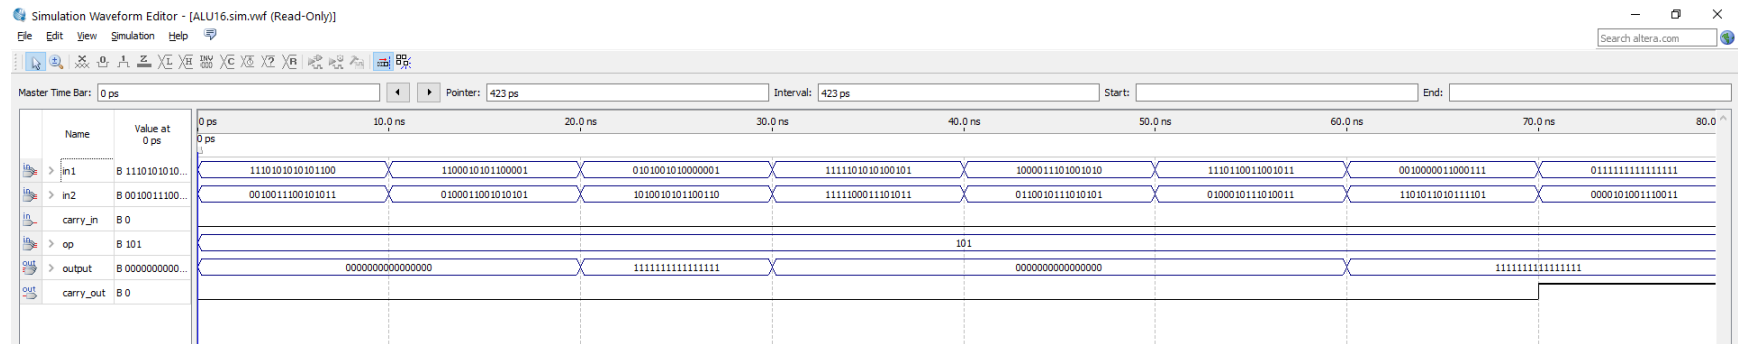 Simulation Waveform Editor - [ALU16.sim.vwf (Read-Only)]
File Edit View Simulation Help
Search altera.com
Master Time Bar: 0 ps Pointer: 423 ps Interval: 423 ps Start: End:
Name Value at 0 ps 0 ps 10.0 ns 20.0 ns 30.0 ns 40.0 ns 50.0 ns 60.0 ns 70.0 ns 80.0
0 ps
in1 B 1110101010... 1110101010101100 1100010101100001 0101001010000001 1111101010100101 1000011101001010 1110110011001011 0010000011000111 0111111111111111
in2 B 0010011100... 0010011100101011 0100011001010101 1010010101100110 1111100011101011 0110010111010101 0100010111010011 1101011010111101 0000101001110011
carry_in B 0
op B 101 101
output B 0000000000... 0000000000000000 1111111111111111 0000000000000000 1111111111111111
carry_out B 0